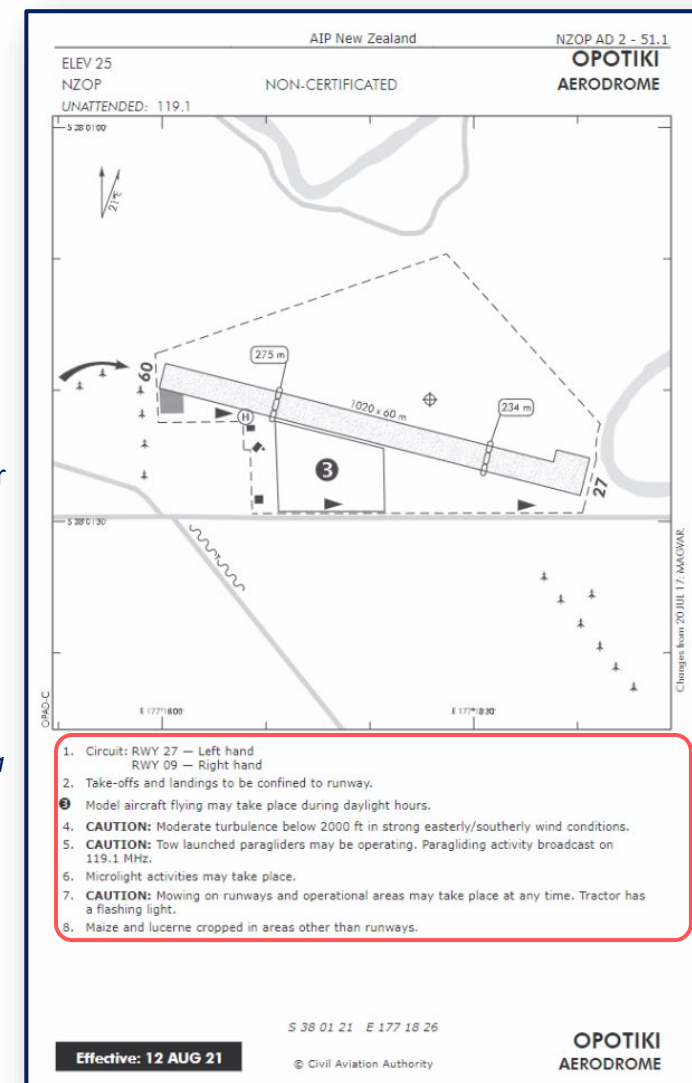 AIP New Zealand
NZOP AD 2 - 51.1
ELEV 25
OPOTIKI
NZOP
NON-CERTIFICATED
AERODROME
UNATTENDED: 119.1
S 38 01'00'
21°E
09
275 m
1020 x 60 m
H
234 m
3
27
r
S 38°01'30'
Changes from 20 JUL 17: MAGVAR.
OPAD-C
E 177°18'00'
E 177°18'30'
1. Circuit: RWY 27 — Left hand
RWY 09 — Right hand
2. Take-offs and landings to be confined to runway.
3 Model aircraft flying may take place during daylight hours.
4. CAUTION: Moderate turbulence below 2000 ft in strong easterly/southerly wind conditions.
5. CAUTION: Tow launched paragliders may be operating. Paragliding activity broadcast on
119.1 MHz.
6. Microlight activities may take place.
7. CAUTION: Mowing on runways and operational areas may take place at any time. Tractor has
a flashing light.
8. Maize and lucerne cropped in areas other than runways.
S 38 01 21 E 177 18 26
Effective: 12 AUG 21
© Civil Aviation Authority
OPOTIKI
AERODROME